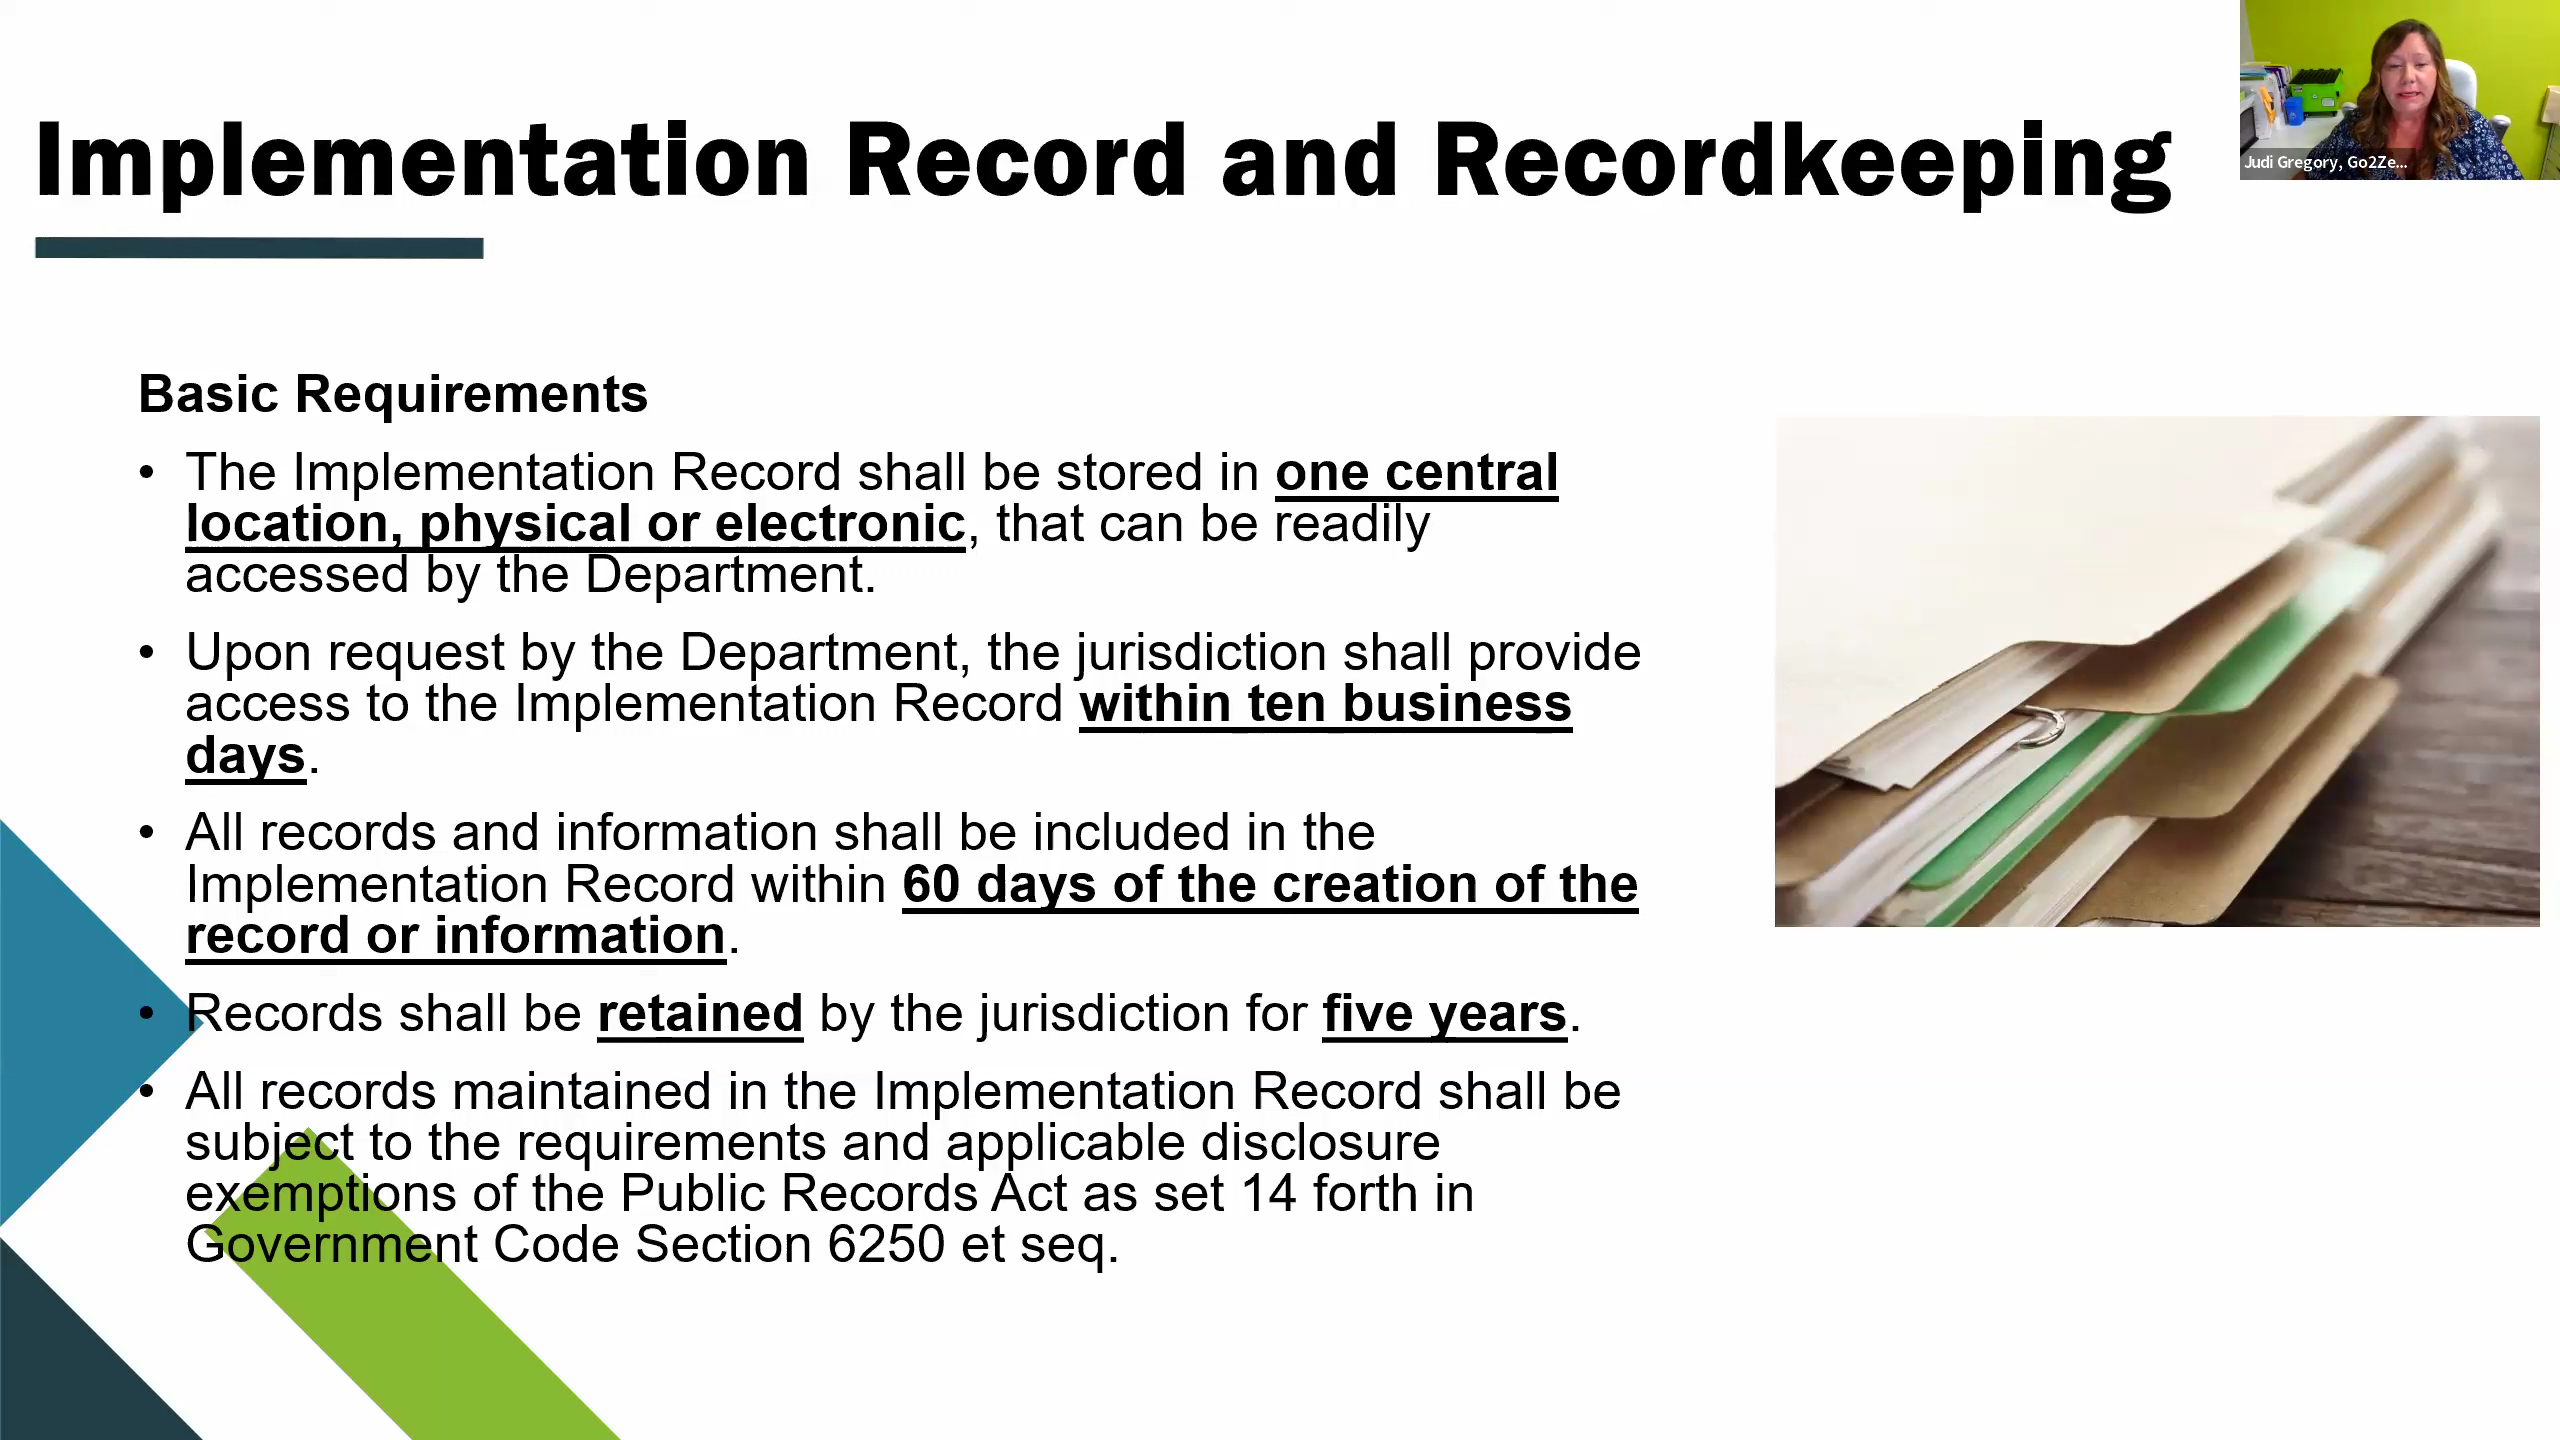 Implementation Record and Recordkeeping
Judi Gregory, Go2Ze...
Basic Requirements
• The Implementation Record shall be stored in one central
location, physical or electronic, that can be readily
accessed by the Department.
• Upon request by the Department, the jurisdiction shall provide
access to the Implementation Record within ten business
days.
• All records and information shall be included in the
Implementation Record within 60 days of the creation of the
record or information.
• Records shall be retained by the jurisdiction for five years.
• All records maintained in the Implementation Record shall be
subject to the requirements and applicable disclosure
exemptions of the Public Records Act as set 14 forth in
Government Code Section 6250 et seq.